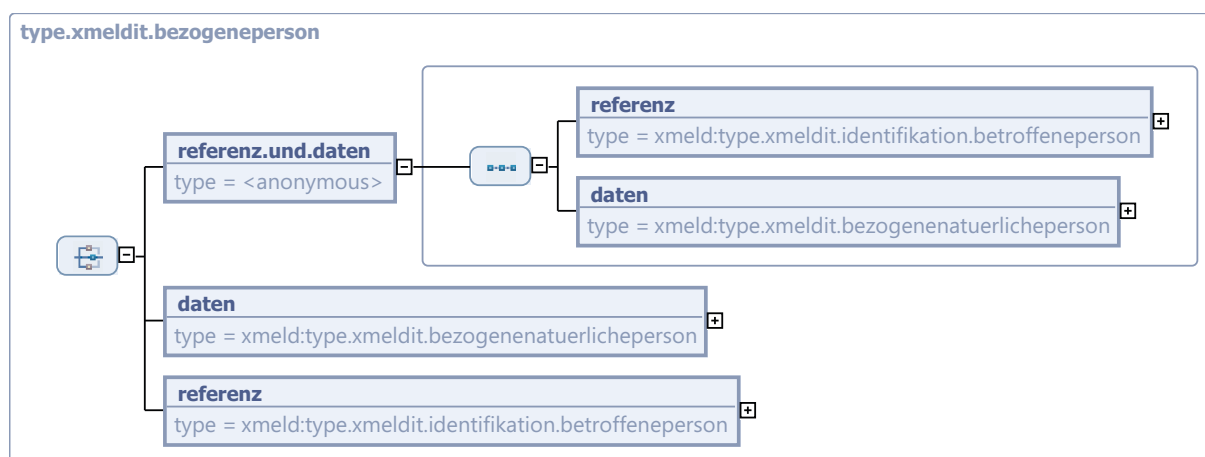 type.xmeldit.bezogeneperson
referenz
type = xmeld:type.xmeldit.identifikation.betroffeneperson
referenz.und.daten
type = <anonymous>
daten
type = xmeld:type.xmeldit.bezogenenatuerlicheperson
daten
type = xmeld:type.xmeldit.bezogenenatuerlicheperson
referenz
type = xmeld:type.xmeldit.identifikation.betroffeneperson